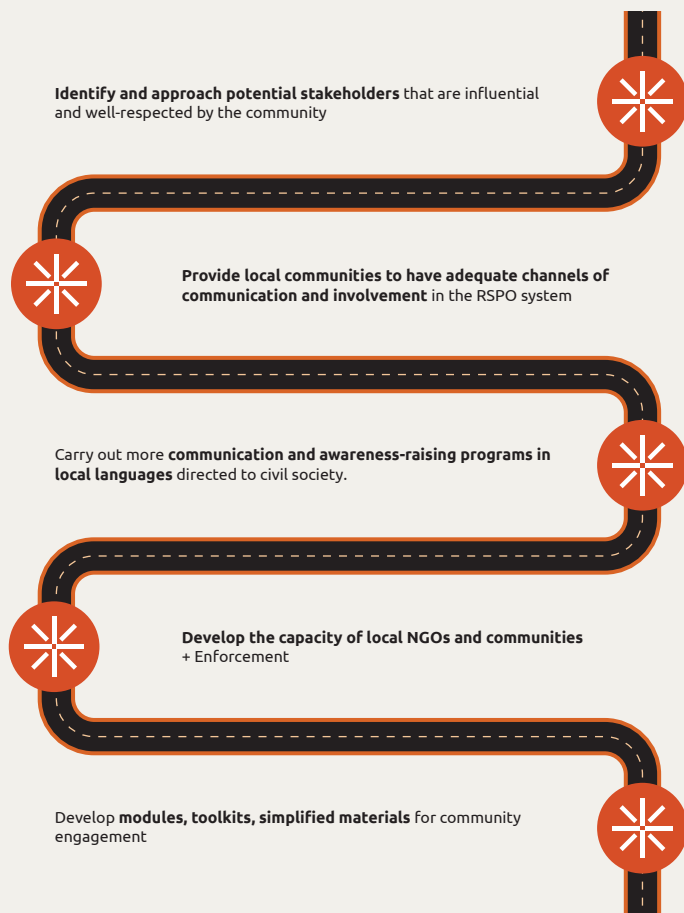 Identify and approach potential stakeholders that are influential
and well-respected by the community
Provide local communities to have adequate channels of
communication and involvement in the RSPO system
Carry out more communication and awareness-raising programs in
local languages directed to civil society.
Develop the capacity of local NGOs and communities
+ Enforcement
Develop modules, toolkits, simplified materials for community
engagement